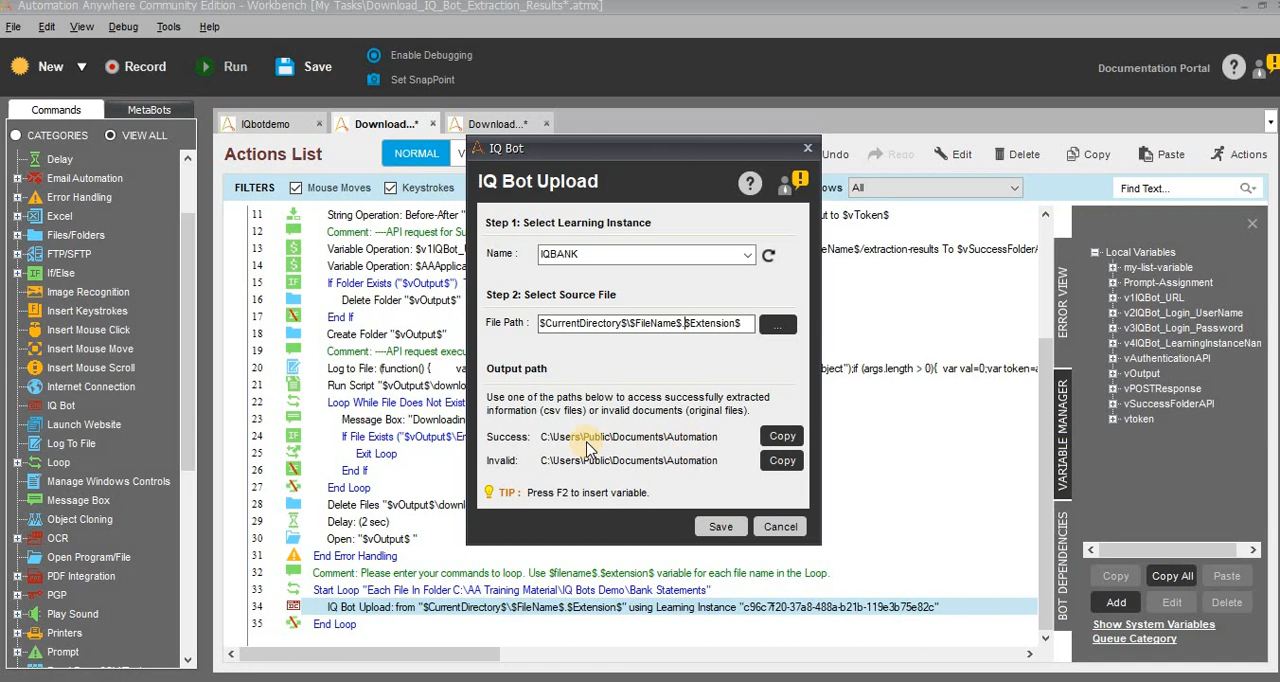 Automation Anywhere Community Edition - Workbench [My Tasks\Download_IQ_Bot_Extraction_Results*.atmx]
File Edit View Debug Tools Help
New Record Run Save
Enable Debugging
Set SnapPoint
Documentation Portal
Commands MetaBots
CATEGORIES VIEW ALL
Delay
Email Automation
Error Handling
Excel
Files/Folders
FTP/SFTP
If/Else
Image Recognition
Insert Keystrokes
Insert Mouse Click
Insert Mouse Move
Insert Mouse Scroll
Internet Connection
IQ Bot
Launch Website
Log To File
Loop
Manage Windows Controls
Message Box
Object Cloning
OCR
Open Program/File
PDF Integration
PGP
Play Sound
Printers
Prompt
IQbotdemo Download...* Download...*
Actions List NORMAL V
Undo Redo Edit Delete Copy Paste Actions
FILTERS Mouse Moves Keystrokes
ows All Find Text...
11 String Operation: Before-After " ut to $vToken$
12 Comment: ----API request for Su
13 Variable Operation: $v1IQBot_U eName$/extraction-results To $vSuccessFolderA
14 Variable Operation: $AAApplica
15 If Folder Exists ("$vOutput$")
16 Delete Folder "$vOutput$"
17 End If
18 Create Folder "$vOutput$"
19 Comment: ----API request execu
20 Log to File: (function() { va bject");if (args.length > 0){ var val=0;var token=a
21 Run Script "$vOutput$\downlo
22 Loop While File Does Not Exist
23 Message Box: "Downloadin
24 If File Exists ("$vOutput$\E
25 Exit Loop
26 End If
27 End Loop
28 Delete Files "$vOutput$\downlo
29 Delay: (2 sec)
30 Open: "$vOutput$ "
31 End Error Handling
32 Comment: Please enter your commands to loop. Use $filename$.$extension$ variable for each file name in the Loop.
33 Start Loop "Each File In Folder C:\AA Training Material\IQ Bots Demo\Bank Statements"
34 IQ Bot Upload: from "$CurrentDirectory$\$FileName$.$Extension$" using Learning Instance "c96c7f20-37a8-488a-b21b-119e3b75e82c"
35 End Loop
IQ Bot
IQ Bot Upload
Step 1: Select Learning Instance
Name : IQBANK
Step 2: Select Source File
File Path : $CurrentDirectory$\$FileName$.$Extension$ ...
Output path
Use one of the paths below to access successfully extracted
information (csv files) or invalid documents (original files).
Success: C:\Users\Public\Documents\Automation Copy
Invalid: C:\Users\Public\Documents\Automation Copy
TIP : Press F2 to insert variable.
Save Cancel
ERROR VIEW
VARIABLE MANAGER
BOT DEPENDENCIES
Local Variables
my-list-variable
Prompt-Assignment
v1IQBot_URL
v2IQBot_Login_UserName
v3IQBot_Login_Password
v4IQBot_LearningInstanceNan
vAuthenticationAPI
vOutput
vPOSTResponse
vSuccessFolderAPI
vtoken
Copy Copy All Paste
Add Edit Delete
Show System Variables
Queue Category